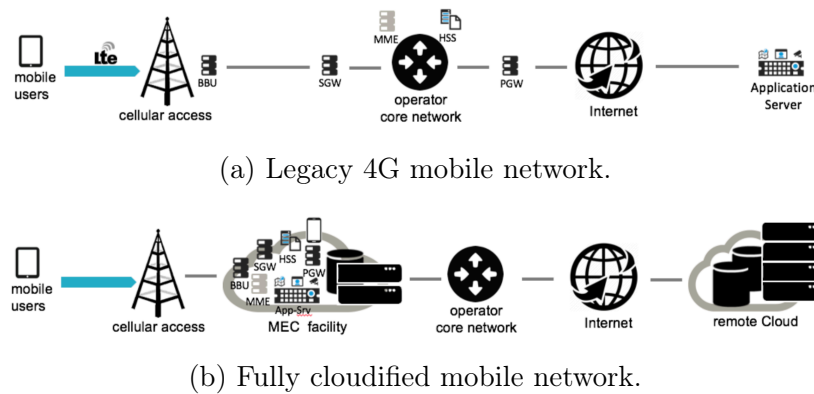 MME
HSS
Lte
mobile
users
BBU
cellular access
SGW
operator
core network
PGW
Internet
Application
Server
(a) Legacy 4G mobile network.
mobile
users
cellular access
BBU
SGW
HSS
MME
PGW
App-Srv
MEC facility
operator
core network
Internet
remote Cloud
(b) Fully cloudified mobile network.